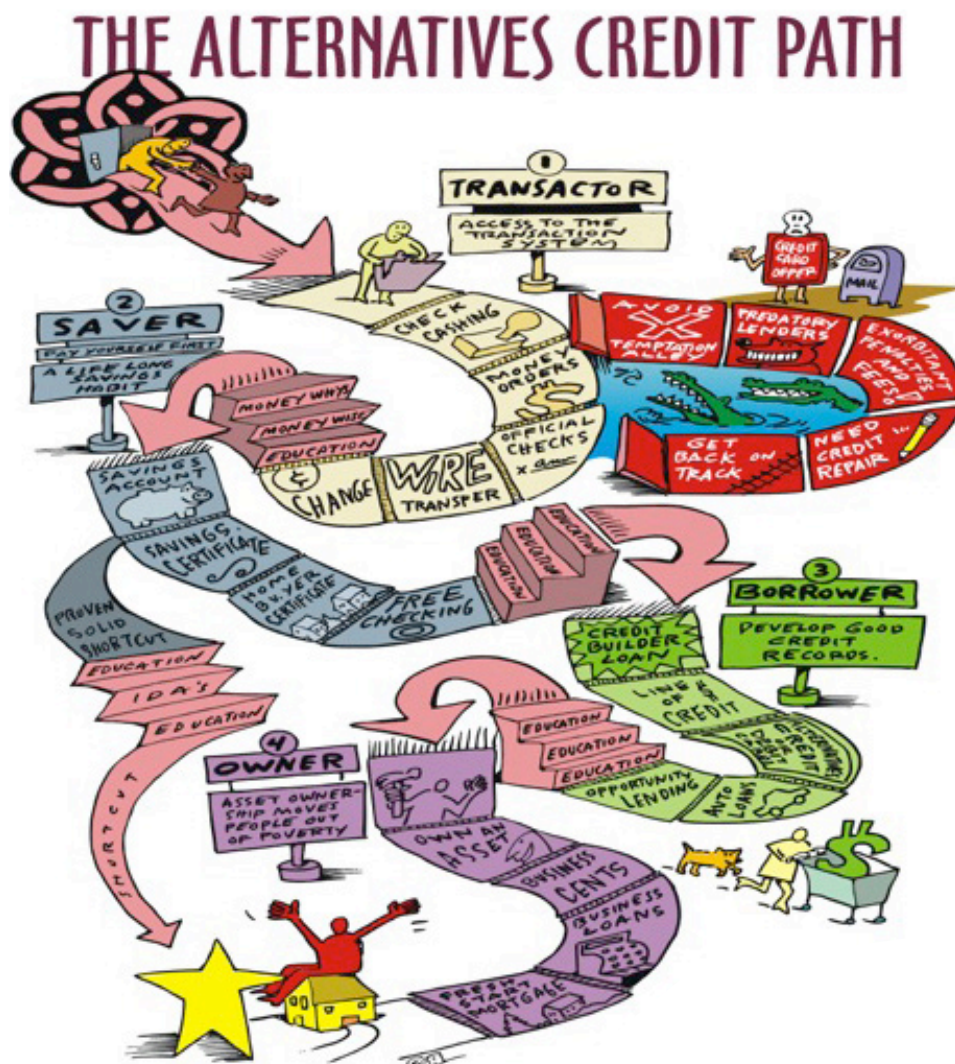 THE ALTERNATIVES CREDIT PATH
1
TRANSACTOR
ACCESS TO THE
TRANSACTION
SYSTEM
CHECK
CASHING
MONEY
ORDERS
OFFICIAL
CHECKS
X
WIRE
TRANSFER
¢
CHANGE
EDUCATION
MONEY WISE
MONEY WHYS
CREDIT
CARD
OFFER
MAIL
AVOID
X
TEMPTATION
ALLEY
PREDATORY
LENDERS
EXORBITANT
PENALTIES
AND
FEES
NEED
CREDIT
REPAIR
GET
BACK ON
TRACK
2
SAVER
PAY YOURSELF FIRST
A LIFE LONG
SAVINGS
HABIT
SAVINGS
ACCOUNT
SAVINGS
CERTIFICATE
HOME
BUYER
CERTIFICATE
FREE
CHECKING
EDUCATION
EDUCATION
EDUCATION
PROVEN
SOLID
SHORTCUT
EDUCATION
IDA'S
EDUCATION
SHORTCUT
3
BORROWER
DEVELOP GOOD
CREDIT
RECORDS.
CREDIT
BUILDER
LOAN
LINE
OF
CREDIT
ALTERNATIVES
CREDIT
DEBIT
AUTO
LOANS
OPPORTUNITY
LENDING
EDUCATION
EDUCATION
EDUCATION
$
4
OWNER
ASSET OWNER-
SHIP MOVES
PEOPLE OUT
OF POVERTY
OWN AN
ASSET
BUSINESS
CENTS
BUSINESS
LOANS
FRESH
START
MORTGAGE